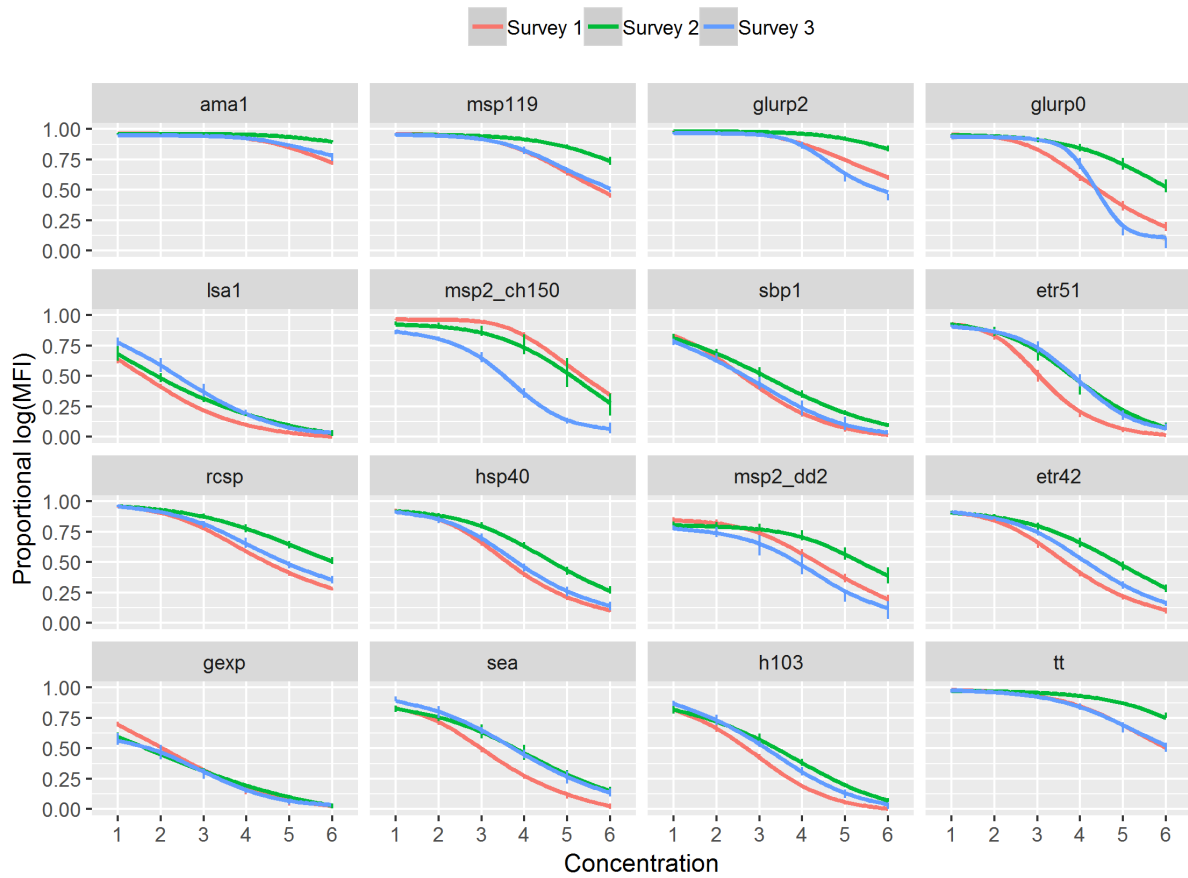 Survey 1 Survey 2 Survey 3
ama1 msp119 glurp2 glurp0
1.00
0.75
0.50
0.25
0.00
lsa1 msp2_ch150 sbp1 etr51
1.00
0.75
0.50
0.25
0.00
Proportional log(MFI)
rcsp hsp40 msp2_dd2 etr42
1.00
0.75
0.50
0.25
0.00
gexp sea h103 tt
1.00
0.75
0.50
0.25
0.00
1 2 3 4 5 6 1 2 3 4 5 6 1 2 3 4 5 6 1 2 3 4 5 6
Concentration